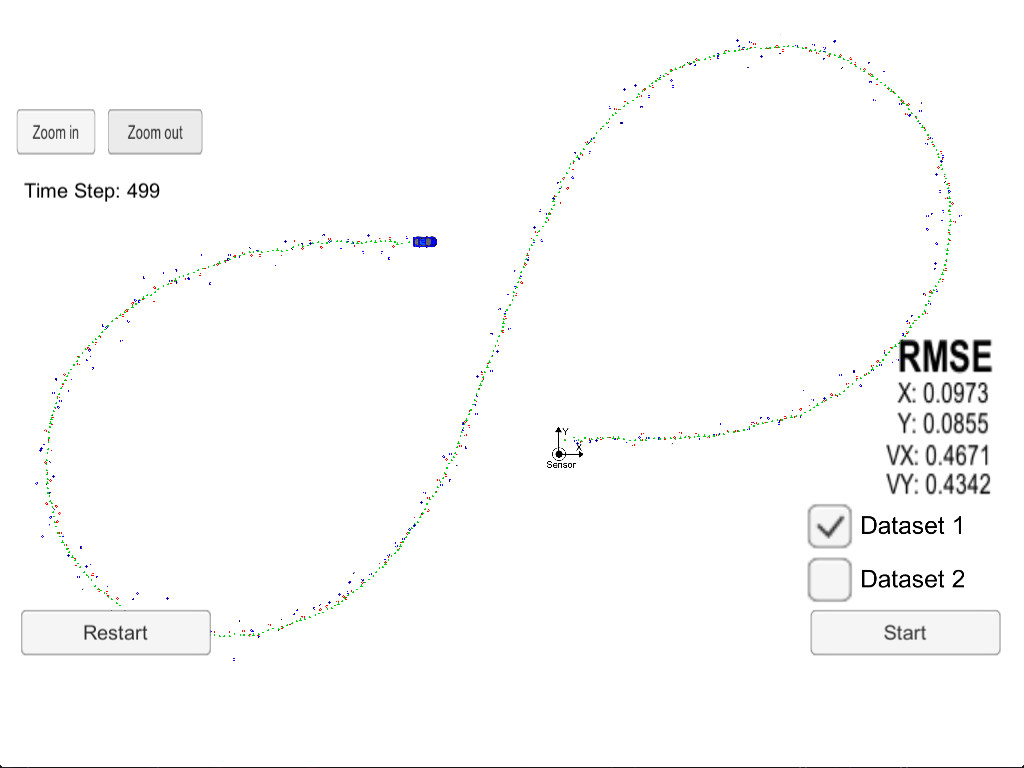 Zoom in
Zoom out
Time Step: 499
RMSE
X: 0.0973
Y: 0.0855
VX: 0.4671
VY: 0.4342
Y
X
Sensor
Dataset 1
Dataset 2
Restart
Start